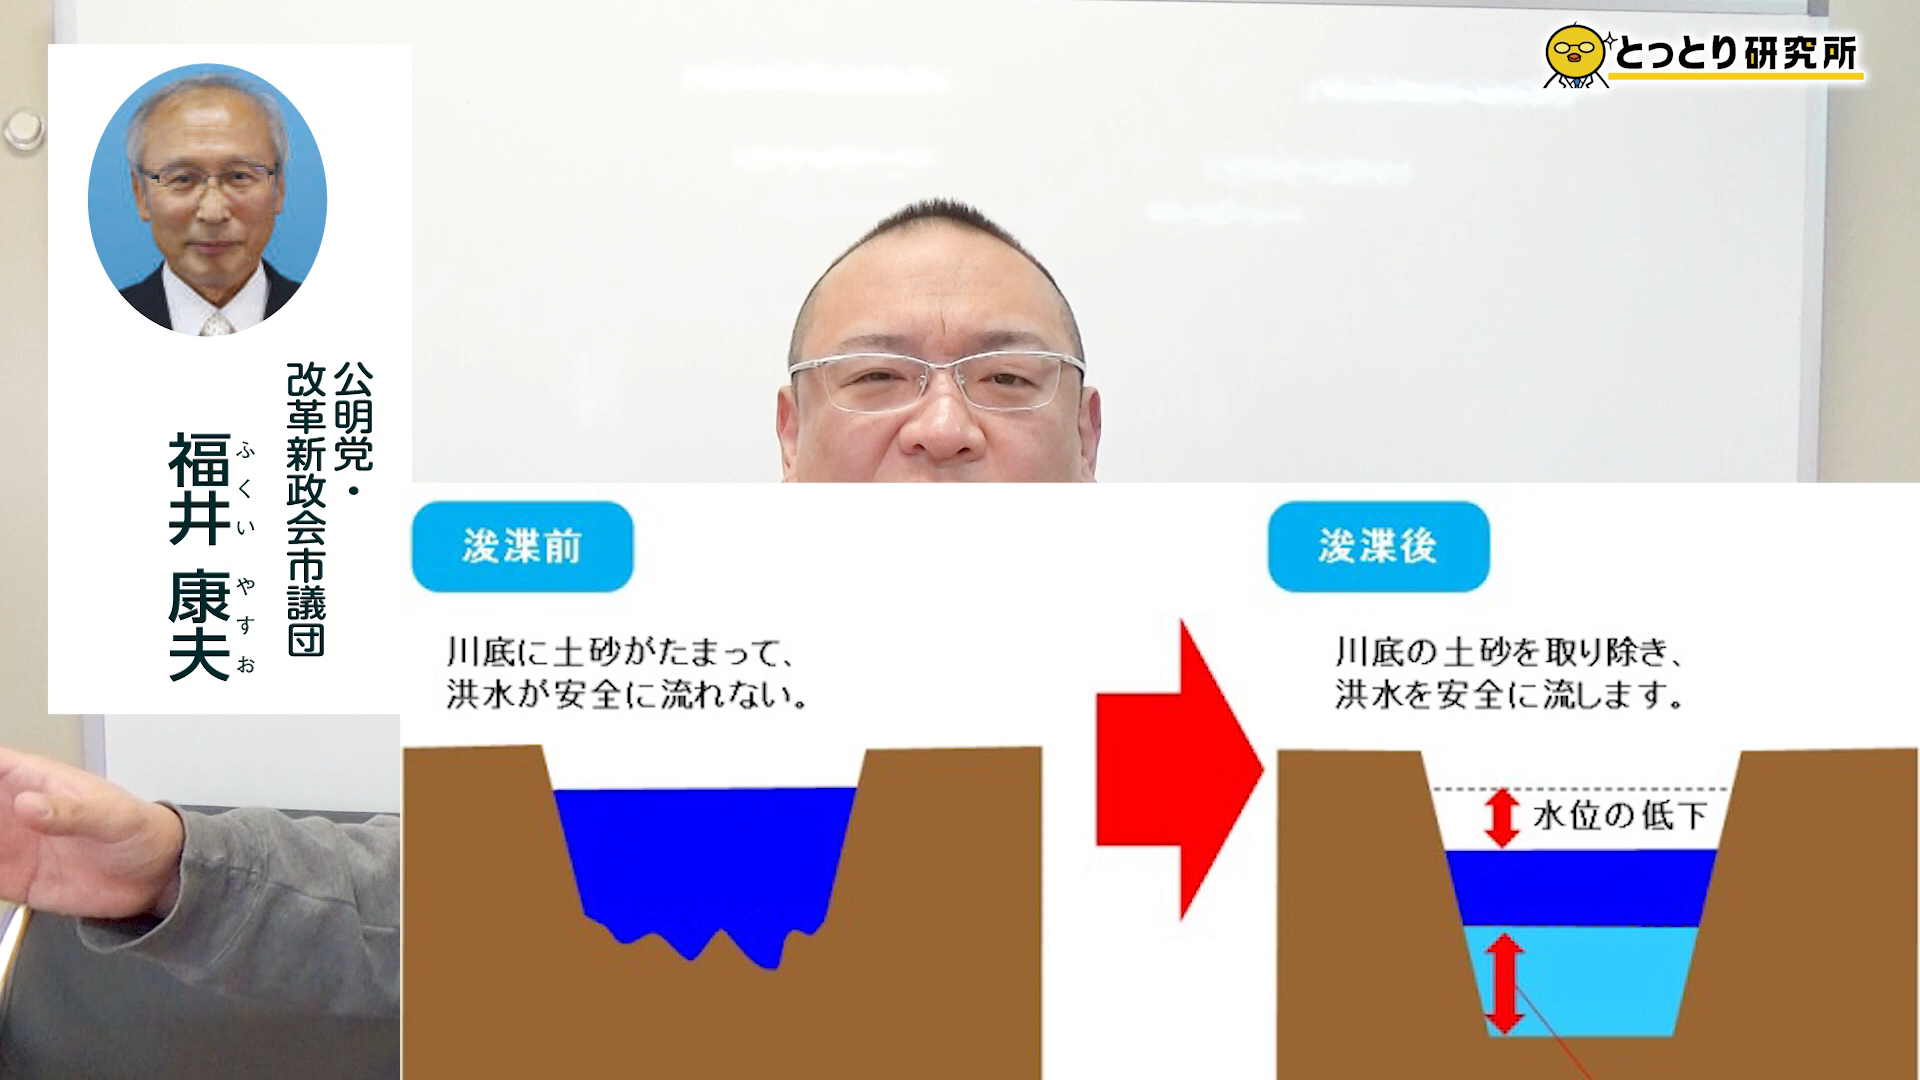 とっとり研究所
公明党・
改革新政会市議団
福井 康夫
ふくい やすお
浚渫前
川底に土砂がたまって、
洪水が安全に流れない。
浚渫後
川底の土砂を取り除き、
洪水を安全に流します。
水位の低下